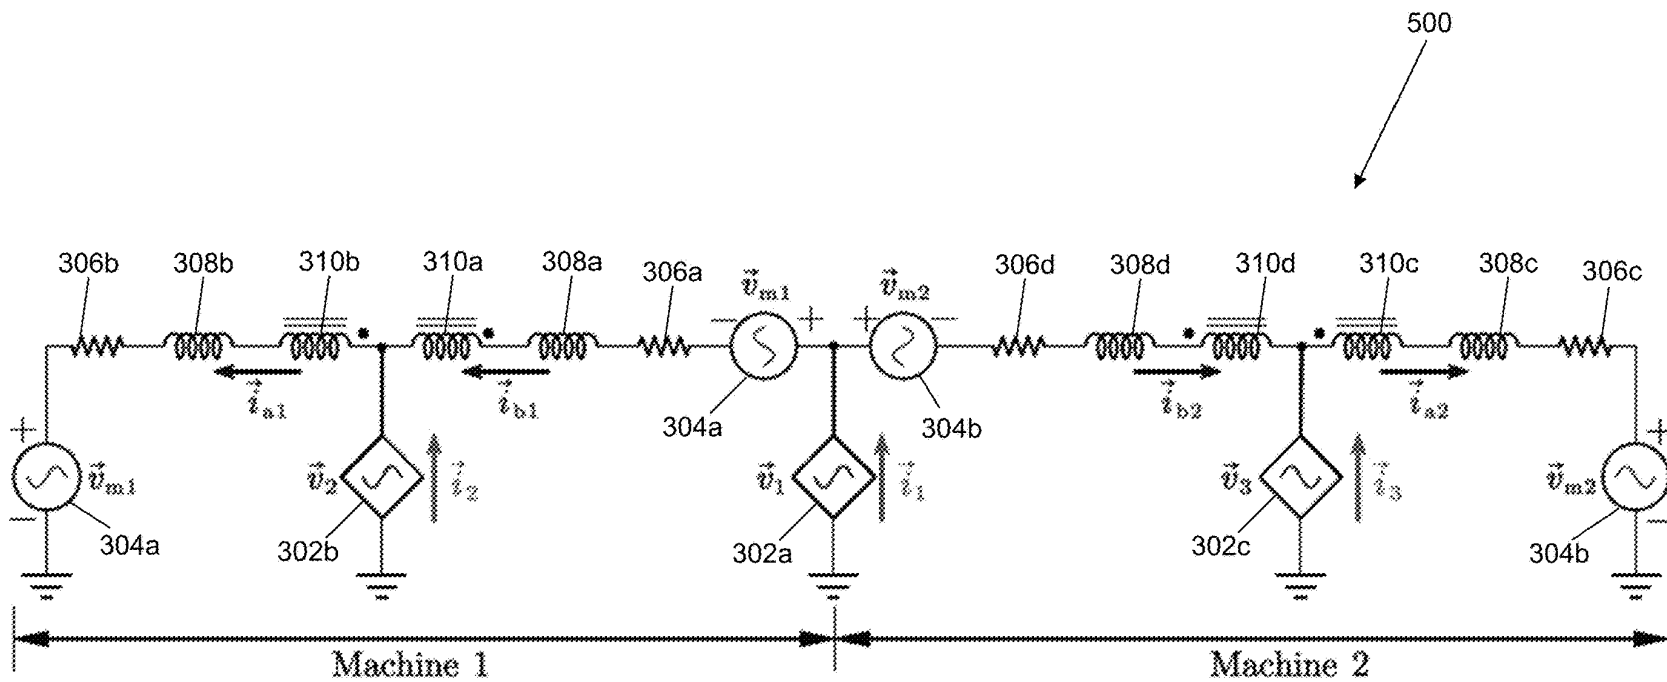 500
306b 308b 310b 310a 308a 306a 306d 308d 310d 310c 308c 306c
v⃗m1 v⃗m2
− + + −
i⃗a1 i⃗b1 i⃗b2 i⃗a2
304a 304b
+ +
v⃗m1 v⃗2 i⃗2 v⃗1 i⃗1 v⃗3 i⃗3 v⃗m2
− −
304a 302b 302a 302c 304b
Machine 1 Machine 2